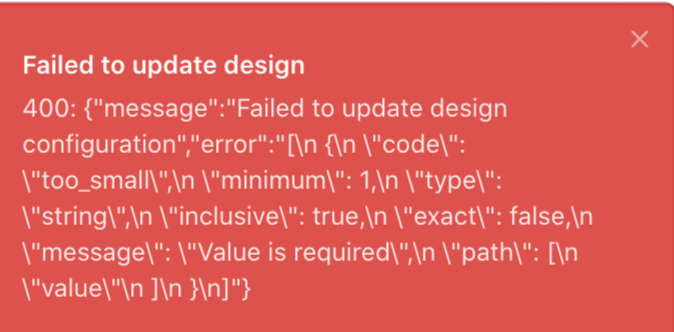 Failed to update design
400: {"message":"Failed to update design
configuration","error":"[\n {\n \"code\":
\"too_small\",\n \"minimum\": 1,\n \"type\":
\"string\",\n \"inclusive\": true,\n \"exact\": false,\n
\"message\": \"Value is required\",\n \"path\": [\n
\"value\"\n ]\n }\n]"}